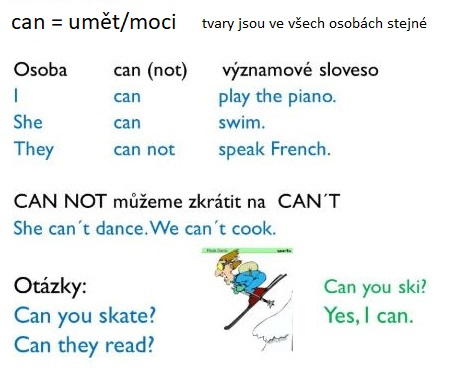 can = umět/moci tvary jsou ve všech osobách stejné
Osoba can (not) významové sloveso
I can play the piano.
She can swim.
They can not speak French.
CAN NOT můžeme zkrátit na CAN´T
She can´t dance. We can´t cook.
Otázky:
Can you skate?
Can they read?
Can you ski?
Yes, I can.